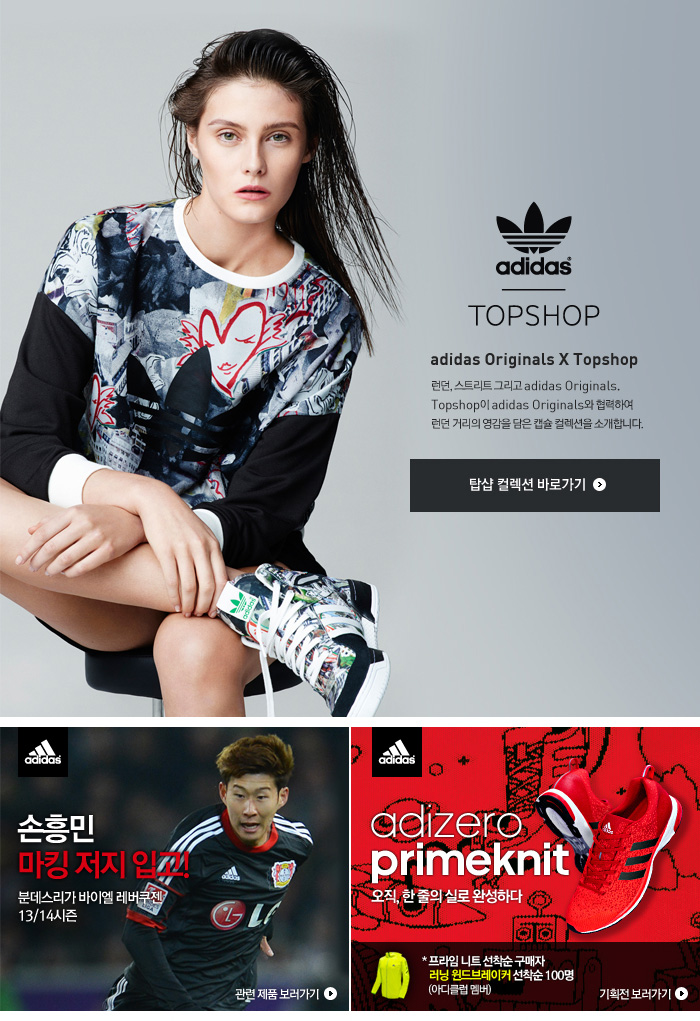 adidas
TOPSHOP
adidas Originals X Topshop
런던, 스트리트 그리고 adidas Originals.
Topshop이 adidas Originals와 협력하여
런던 거리의 영감을 담은 캡슐 컬렉션을 소개합니다.
탑샵 컬렉션 바로가기
adidas
adidas
손흥민
마킹 저지 입고!
분데스리가 바이엘 레버쿠젠
13/14시즌
LG
관련 제품 보러가기
adidas
adizero
primeknit
오직, 한 줄의 실로 완성하다
* 프라임 니트 선착순 구매자
러닝 윈드브레이커 선착순 100명
(아디클럽 멤버)
기획전 보러가기